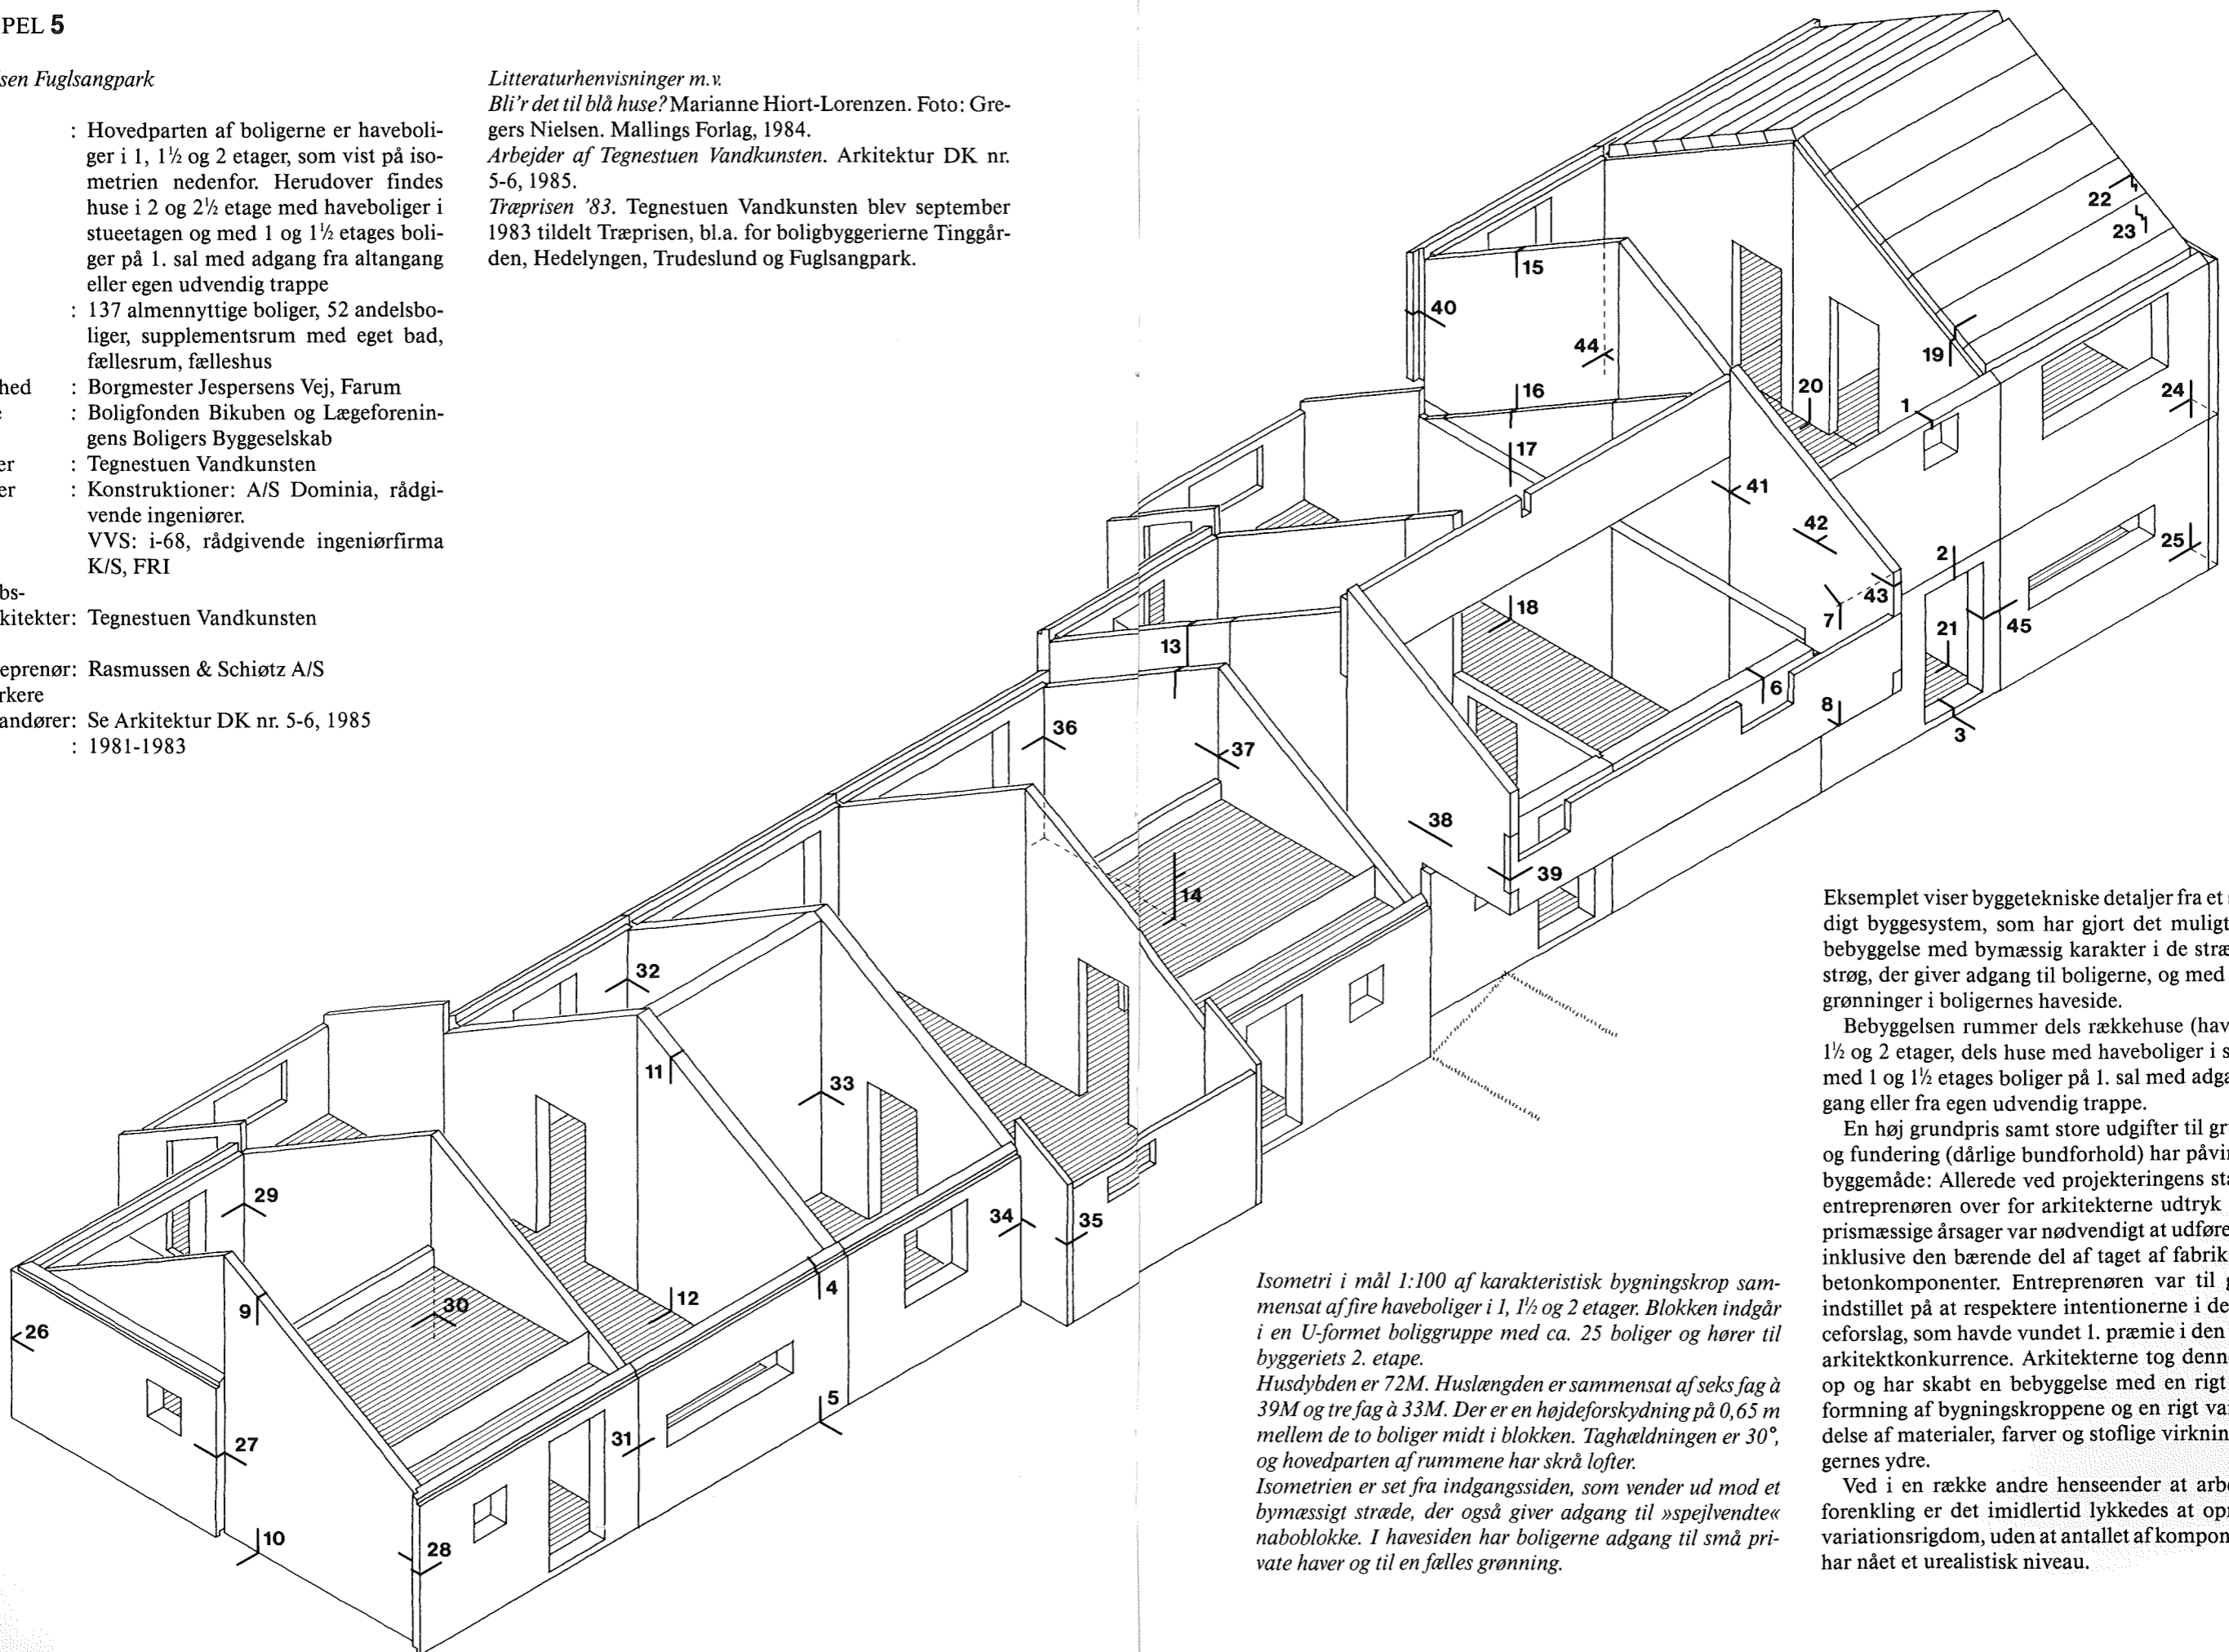 PEL 5
sen Fuglsangpark
: Hovedparten af boligerne er haveboli-
ger i 1, 1½ og 2 etager, som vist på iso-
metrien nedenfor. Herudover findes
huse i 2 og 2½ etage med haveboliger i
stueetagen og med 1 og 1½ etages boli-
ger på 1. sal med adgang fra altangang
eller egen udvendig trappe
: 137 almennyttige boliger, 52 andelsbo-
liger, supplementsrum med eget bad,
fællesrum, fælleshus
hed : Borgmester Jespersens Vej, Farum
e : Boligfonden Bikuben og Lægeforenin-
gens Boligers Byggeselskab
er : Tegnestuen Vandkunsten
er : Konstruktioner: A/S Dominia, rådgi-
vende ingeniører.
VVS: i-68, rådgivende ingeniørfirma
K/S, FRI
bs-
kitekter: Tegnestuen Vandkunsten
eprenør: Rasmussen & Schiøtz A/S
rkere
andører: Se Arkitektur DK nr. 5-6, 1985
: 1981-1983
Litteraturhenvisninger m.v.
Bli'r det til blå huse? Marianne Hiort-Lorenzen. Foto: Gre-
gers Nielsen. Mallings Forlag, 1984.
Arbejder af Tegnestuen Vandkunsten. Arkitektur DK nr.
5-6, 1985.
Træprisen '83. Tegnestuen Vandkunsten blev september
1983 tildelt Træprisen, bl.a. for boligbyggerierne Tinggår-
den, Hedelyngen, Trudeslund og Fuglsangpark.
22
23
15
40
44
19
24
16
20
1
17
41
42
2
25
43
18
7
21
45
13
6
8
3
36
37
38
39
14
32
11
33
29
34
35
9
30
12
4
26
5
27
31
10
28
Isometri i mål 1:100 af karakteristisk bygningskrop sam-
mensat af fire haveboliger i 1, 1½ og 2 etager. Blokken indgår
i en U-formet boliggruppe med ca. 25 boliger og hører til
byggeriets 2. etape.
Husdybden er 72M. Huslængden er sammensat af seks fag à
39M og tre fag à 33M. Der er en højdeforskydning på 0,65 m
mellem de to boliger midt i blokken. Taghældningen er 30°,
og hovedparten af rummene har skrå lofter.
Isometrien er set fra indgangssiden, som vender ud mod et
bymæssigt stræde, der også giver adgang til »spejlvendte«
naboblokke. I havesiden har boligerne adgang til små pri-
vate haver og til en fælles grønning.
Eksemplet viser byggetekniske detaljer fra et
digt byggesystem, som har gjort det muligt
bebyggelse med bymæssig karakter i de stræ
strøg, der giver adgang til boligerne, og med
grønninger i boligernes haveside.
Bebyggelsen rummer dels rækkehuse (hav
1½ og 2 etager, dels huse med haveboliger i s
med 1 og 1½ etages boliger på 1. sal med adga
gang eller fra egen udvendig trappe.
En høj grundpris samt store udgifter til gr
og fundering (dårlige bundforhold) har påvir
byggemåde: Allerede ved projekteringens sta
entreprenøren over for arkitekterne udtryk
prismæssige årsager var nødvendigt at udføre
inklusive den bærende del af taget af fabrik
betonkomponenter. Entreprenøren var til g
indstillet på at respektere intentionerne i de
ceforslag, som havde vundet 1. præmie i den
arkitektkonkurrence. Arkitekterne tog denn
op og har skabt en bebyggelse med en rigt
formning af bygningskroppene og en rigt va
delse af materialer, farver og stoflige virknin
gernes ydre.
Ved i en række andre henseender at arb
forenkling er det imidlertid lykkedes at op
variationsrigdom, uden at antallet af kompon
har nået et urealistisk niveau.